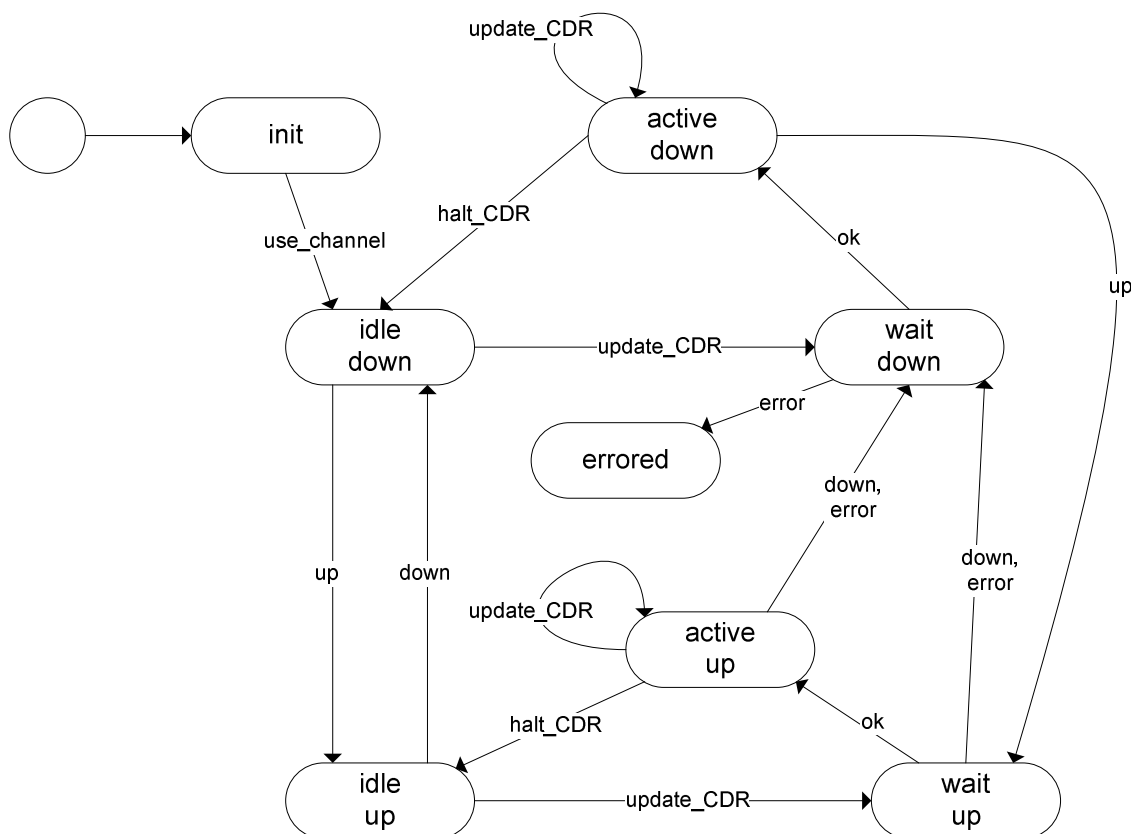 update_CDR
active
down
init
halt_CDR
use_channel
ok
up
idle
down
update_CDR
wait
down
error
errored
down,
error
up
down
down,
error
update_CDR
active
up
halt_CDR
ok
idle
up
update_CDR
wait
up